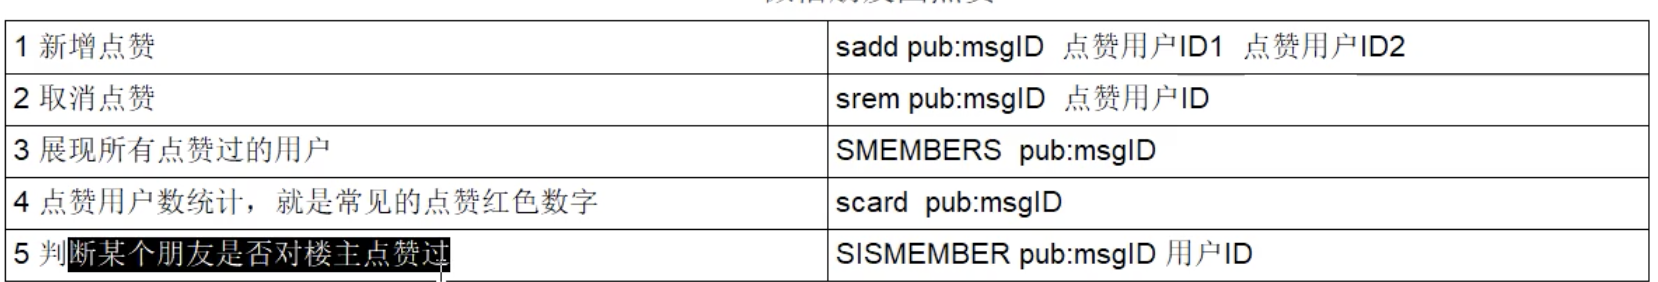 1 新增点赞 sadd pub:msgID 点赞用户ID1 点赞用户ID2
2 取消点赞 srem pub:msgID 点赞用户ID
3 展现所有点赞过的用户 SMEMBERS pub:msgID
4 点赞用户数统计，就是常见的点赞红色数字 scard pub:msgID
5 判断某个朋友是否对楼主点赞过 SISMEMBER pub:msgID 用户ID